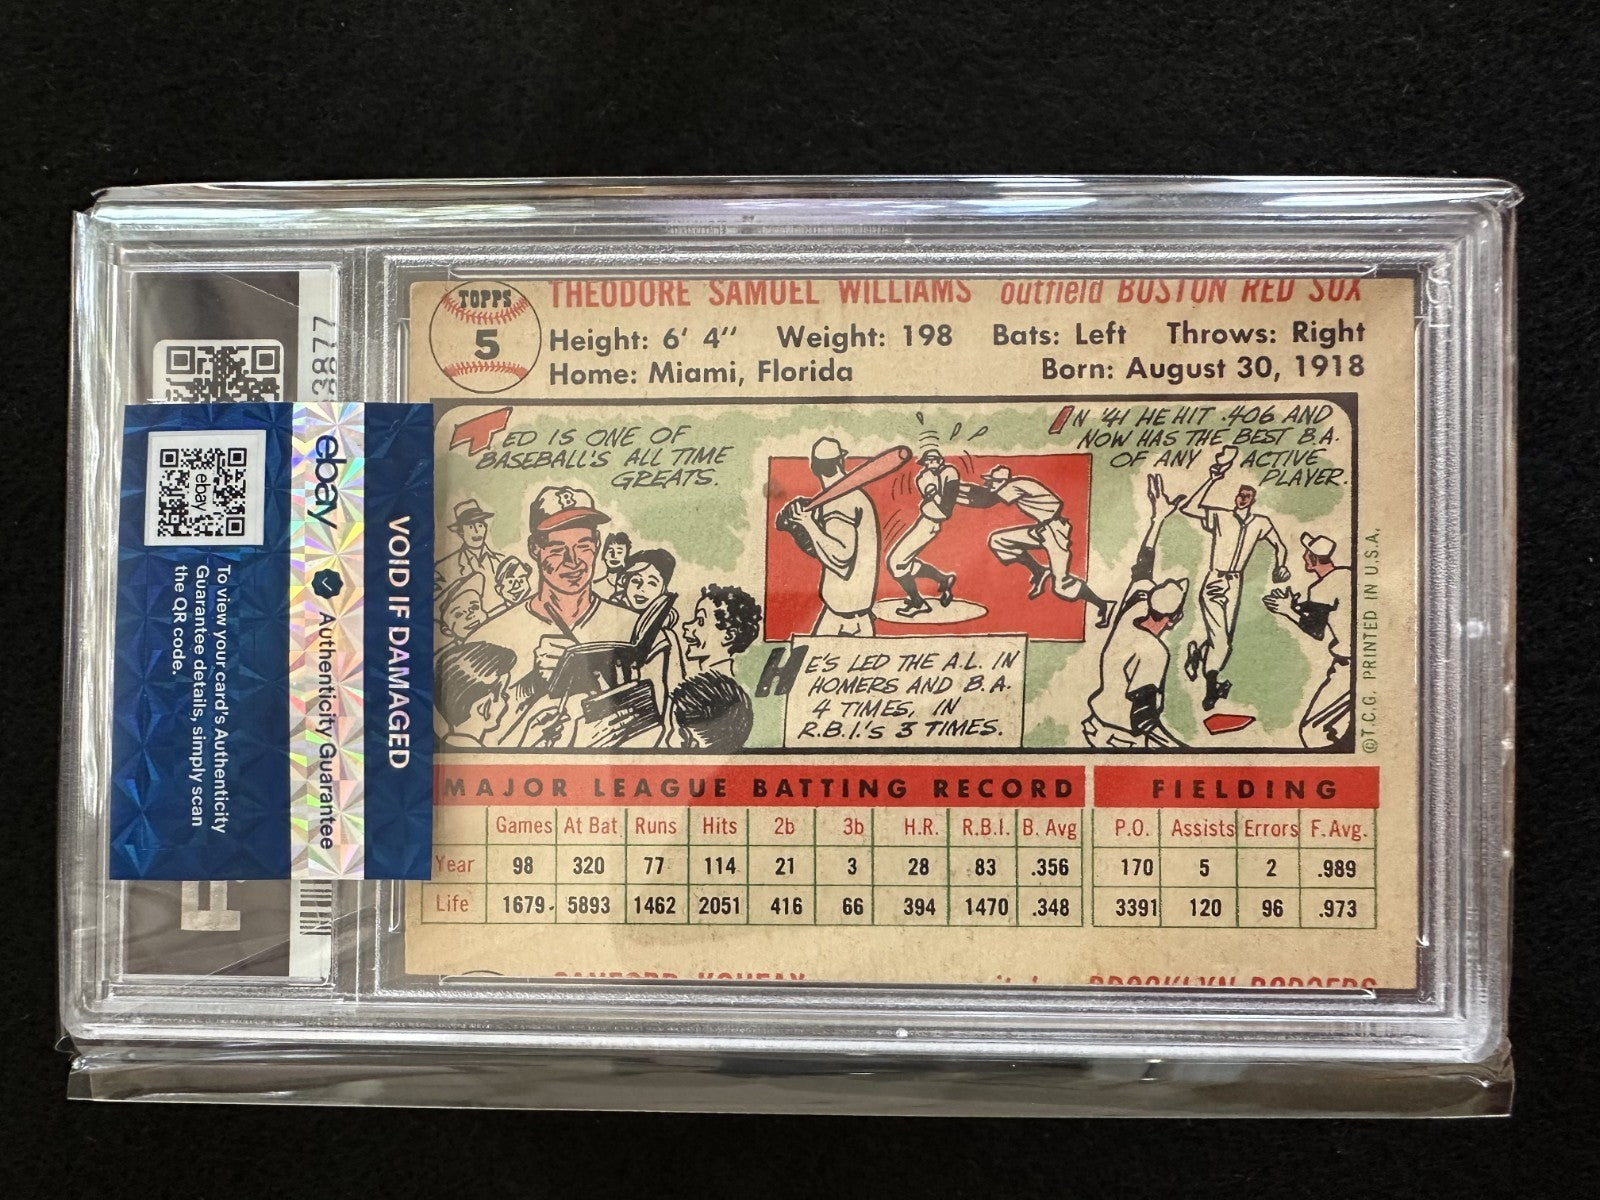 TOPPS
5
THEODORE SAMUEL WILLIAMS outfield BOSTON RED SOX
Height: 6' 4" Weight: 198 Bats: Left Throws: Right
Home: Miami, Florida Born: August 30, 1918
TED IS ONE OF
BASEBALL'S ALL TIME
GREATS.
B
HE'S LED THE A.L. IN
HOMERS AND B.A.
4 TIMES, IN
R.B.I.'S 3 TIMES.
IN '41 HE HIT .406 AND
NOW HAS THE BEST B.A.
OF ANY ACTIVE
PLAYER.
©T.C.G. PRINTED IN U.S.A.
MAJOR LEAGUE BATTING RECORD FIELDING
Games At Bat Runs Hits 2b 3b H.R. R.B.I. B. Avg P.O. Assists Errors F. Avg.
Year 98 320 77 114 21 3 28 83 .356 170 5 2 .989
Life 1679 5893 1462 2051 416 66 394 1470 .348 3391 120 96 .973
SANFORD KOUFAX BROOKLYN DODGERS
3877
ebay
VOID IF DAMAGED
ebay Authenticity Guarantee
To view your card's Authenticity
Guarantee details, simply scan
the QR code.